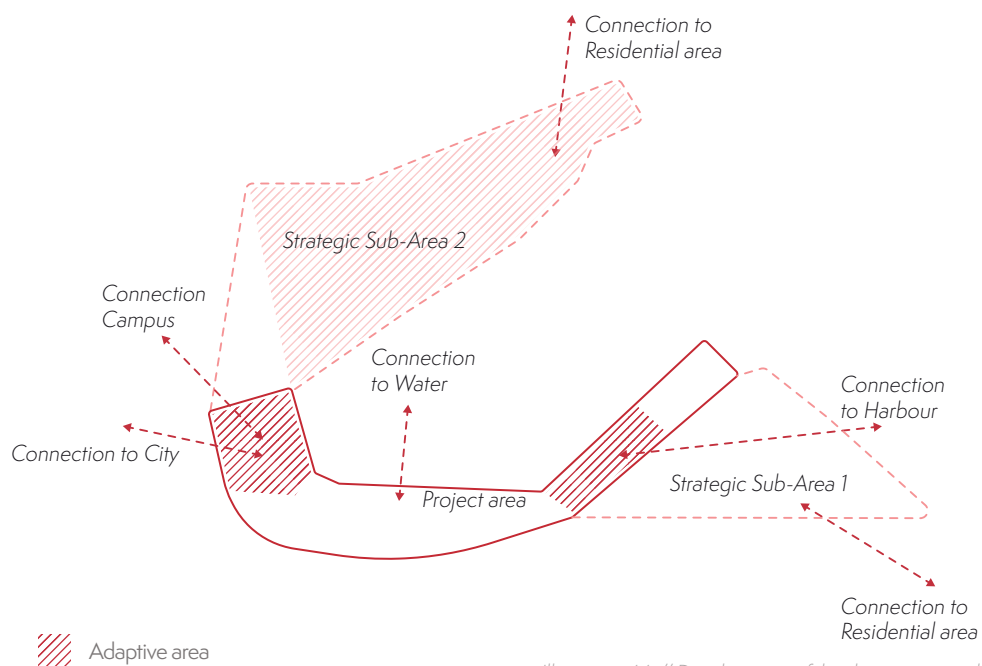 Connection to
Residential area
Strategic Sub-Area 2
Connection
Campus
Connection
to Water
Connection
to Harbour
Connection to City
Strategic Sub-Area 1
Project area
Connection to
Residential area
Adaptive area